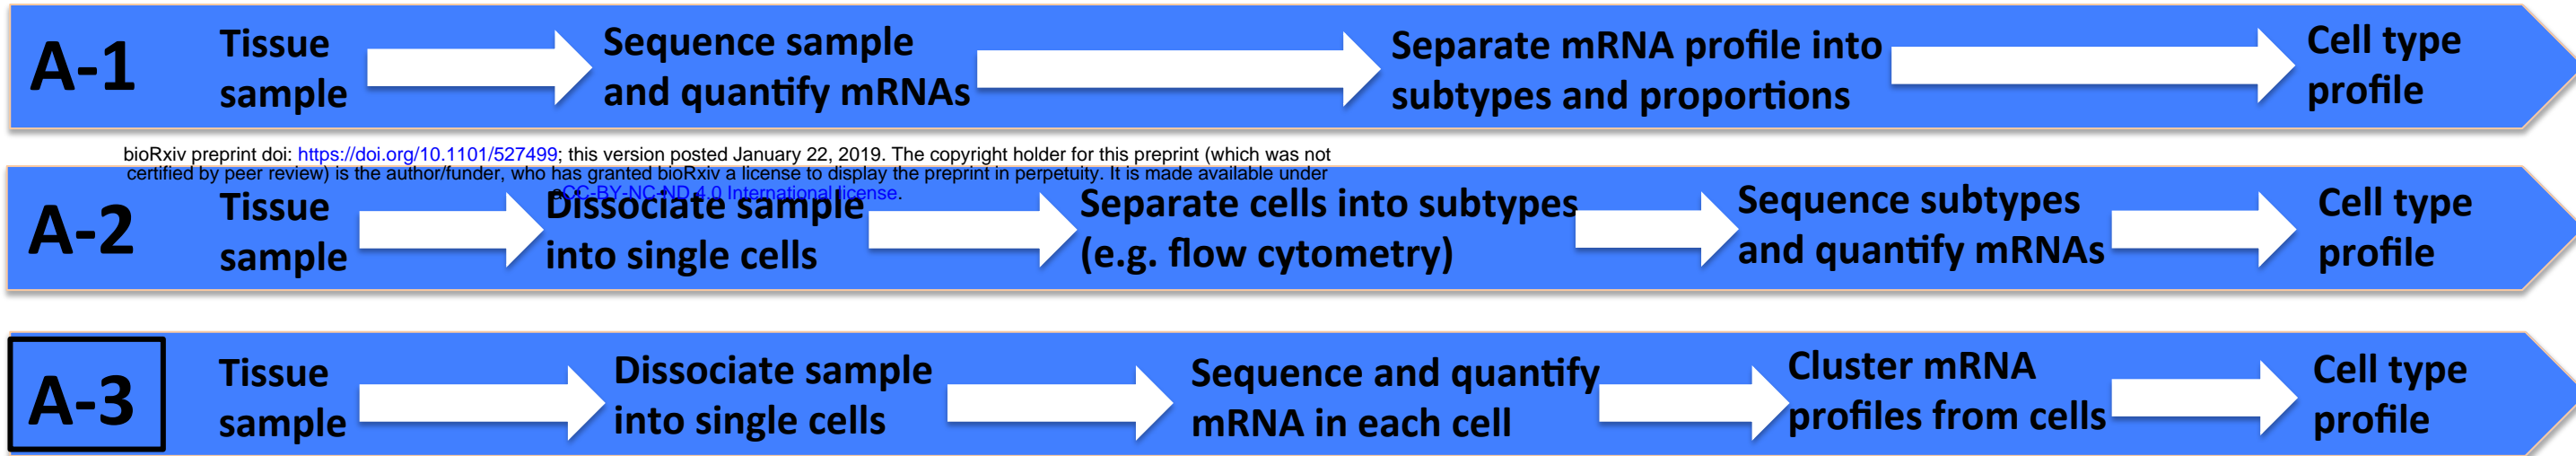 A-1
Tissue
sample
Sequence sample
and quantify mRNAs
Separate mRNA profile into
subtypes and proportions
Cell type
profile
bioRxiv preprint doi: https://doi.org/10.1101/527499; this version posted January 22, 2019. The copyright holder for this preprint (which was not
certified by peer review) is the author/funder, who has granted bioRxiv a license to display the preprint in perpetuity. It is made available under
aCC-BY-NC-ND 4.0 International license.
A-2
Tissue
sample
Dissociate sample
into single cells
Separate cells into subtypes
(e.g. flow cytometry)
Sequence subtypes
and quantify mRNAs
Cell type
profile
A-3
Tissue
sample
Dissociate sample
into single cells
Sequence and quantify
mRNA in each cell
Cluster mRNA
profiles from cells
Cell type
profile